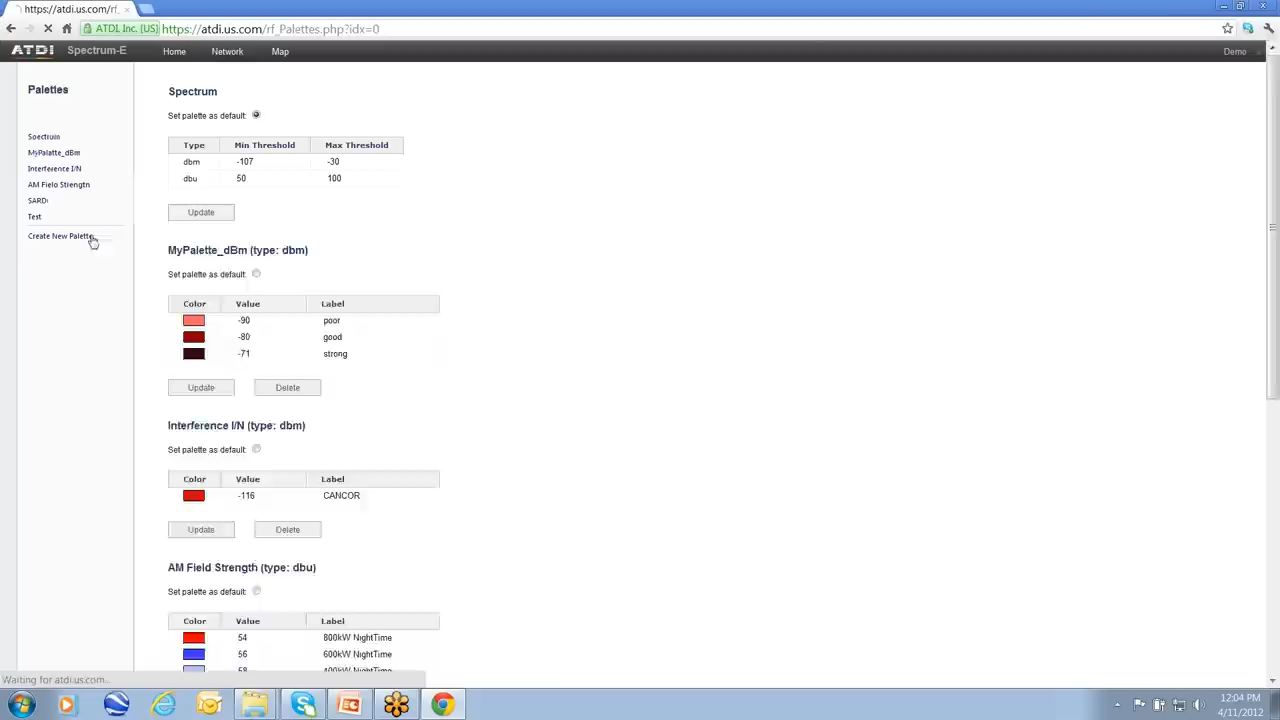 https://atdi.us.com/rf_
ATDI, Inc. [US] https://atdi.us.com/rf_Palettes.php?idx=0
ATDI Spectrum-E Home Network Map Demo
Palettes
Spectrum
MyPalette_dBm
Interference I/N
AM Field Strength
SARDI
Test
Create New Palette
Spectrum
Set palette as default:
Type Min Threshold Max Threshold
dbm -107 -30
dbu 50 100
Update
MyPalette_dBm (type: dbm)
Set palette as default:
Color Value Label
-90 poor
-80 good
-71 strong
Update Delete
Interference I/N (type: dbm)
Set palette as default:
Color Value Label
-116 CANCOR
Update Delete
AM Field Strength (type: dbu)
Set palette as default:
Color Value Label
54 800kW NightTime
56 600kW NightTime
58 400kW NightTime
Waiting for atdi.us.com...
12:04 PM
4/11/2012